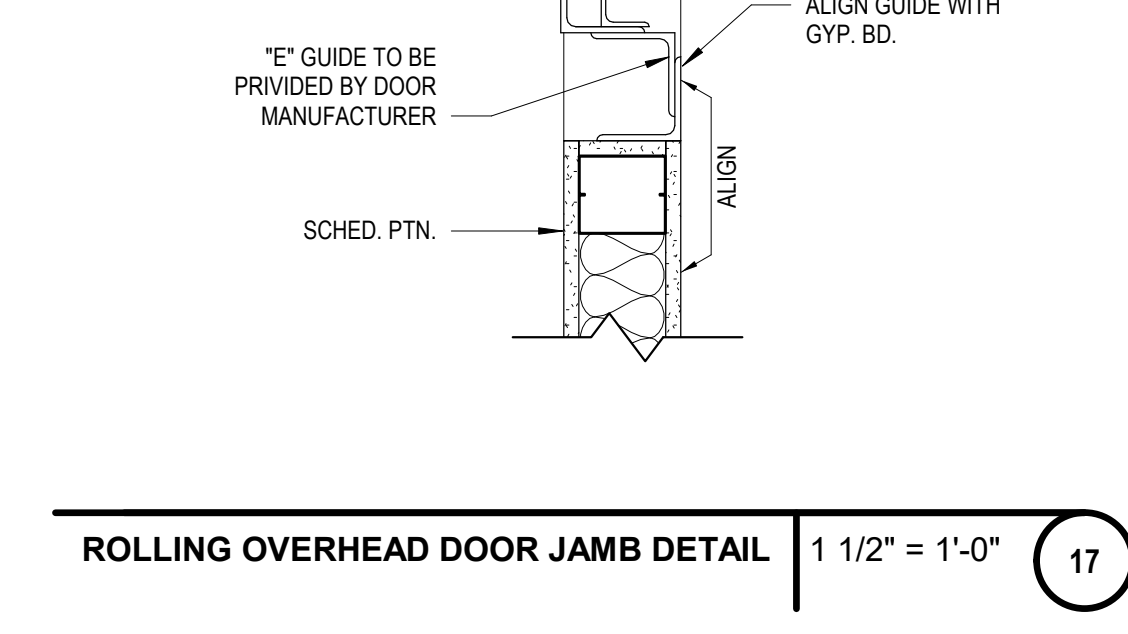 ALIGN GUIDE WITH
GYP. BD.
"E" GUIDE TO BE
PRIVIDED BY DOOR
MANUFACTURER
ALIGN
SCHED. PTN.
ROLLING OVERHEAD DOOR JAMB DETAIL
1 1/2" = 1'-0"
17